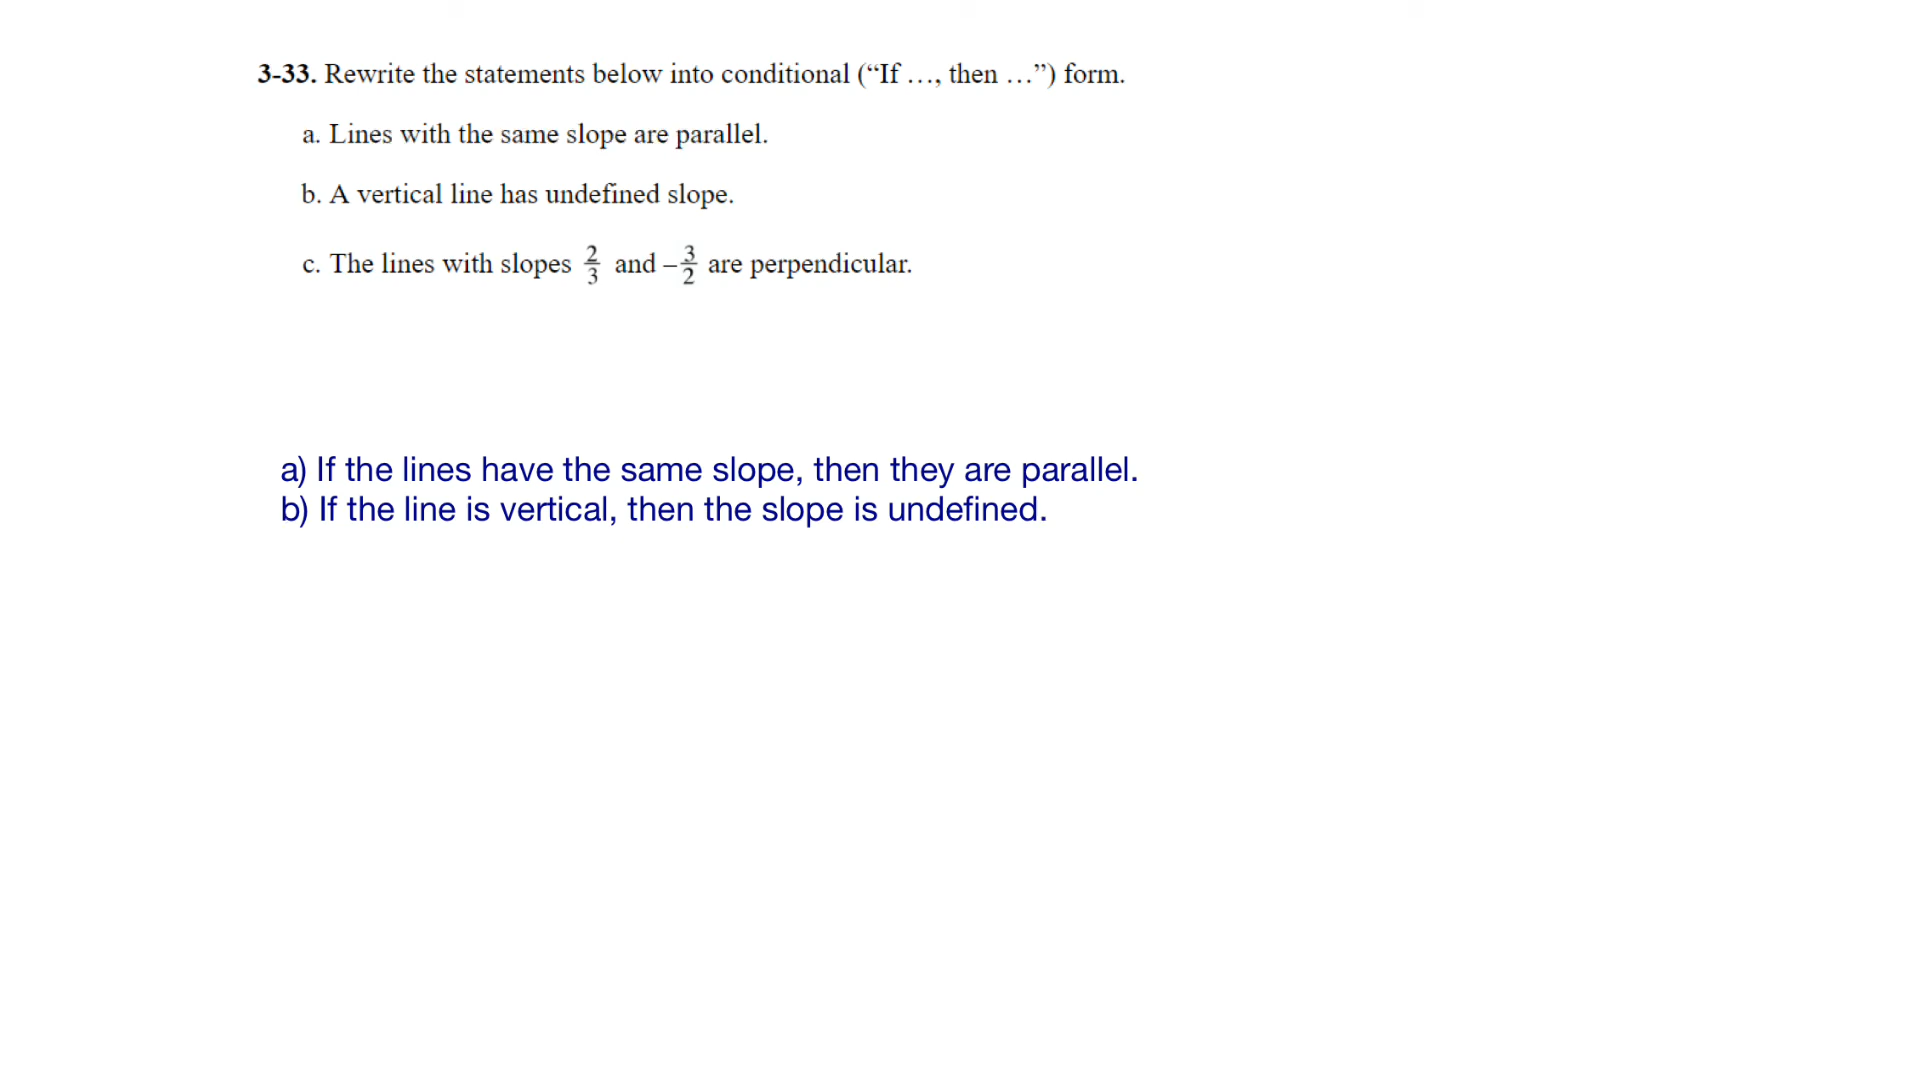 3-33. Rewrite the statements below into conditional (“If …, then …”) form.
a. Lines with the same slope are parallel.
b. A vertical line has undefined slope.
c. The lines with slopes 2/3 and –3/2 are perpendicular.
a) If the lines have the same slope, then they are parallel.
b) If the line is vertical, then the slope is undefined.